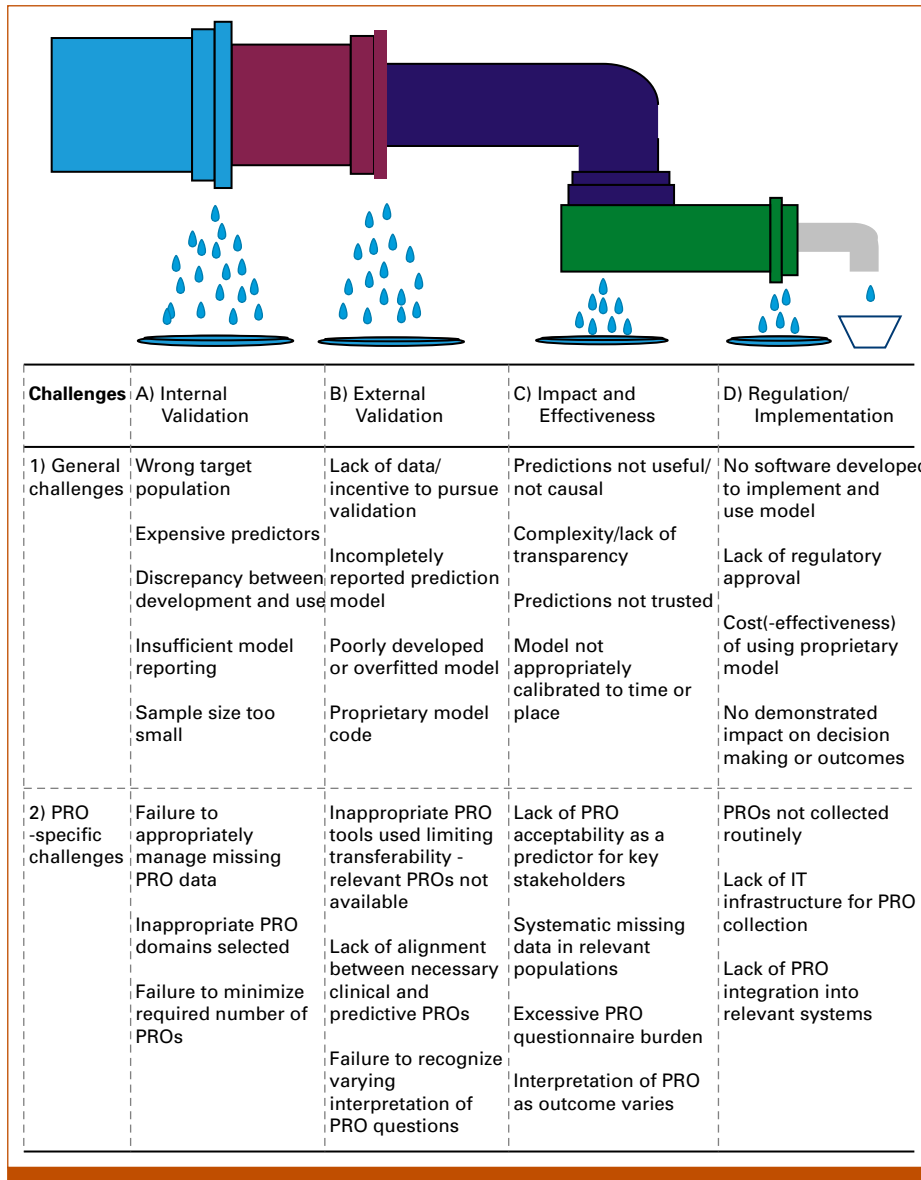 Challenges
A) Internal
Validation
B) External
Validation
C) Impact and
Effectiveness
D) Regulation/
Implementation
1) General
challenges
Wrong target
population
Expensive predictors
Discrepancy between
development and use
Insufficient model
reporting
Sample size too
small
Lack of data/
incentive to pursue
validation
Incompletely
reported prediction
model
Poorly developed
or overfitted model
Proprietary model
code
Predictions not useful/
not causal
Complexity/lack of
transparency
Predictions not trusted
Model not
appropriately
calibrated to time or
place
No software developed
to implement and
use model
Lack of regulatory
approval
Cost(-effectiveness)
of using proprietary
model
No demonstrated
impact on decision
making or outcomes
2) PRO
-specific
challenges
Failure to
appropriately
manage missing
PRO data
Inappropriate PRO
domains selected
Failure to minimize
required number of
PROs
Inappropriate PRO
tools used limiting
transferability -
relevant PROs not
available
Lack of alignment
between necessary
clinical and
predictive PROs
Failure to recognize
varying
interpretation of
PRO questions
Lack of PRO
acceptability as a
predictor for key
stakeholders
Systematic missing
data in relevant
populations
Excessive PRO
questionnaire burden
Interpretation of PRO
as outcome varies
PROs not collected
routinely
Lack of IT
infrastructure for PRO
collection
Lack of PRO
integration into
relevant systems